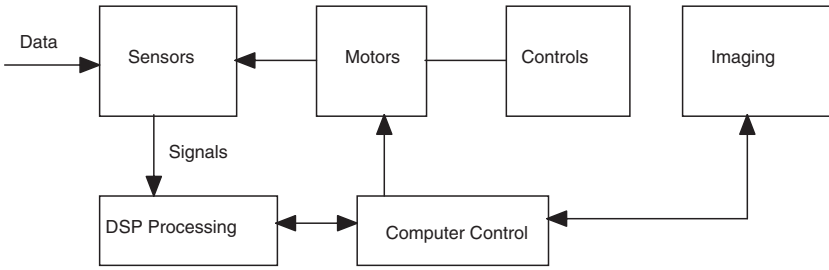 Data
Sensors
Motors
Controls
Imaging
Signals
DSP Processing
Computer Control